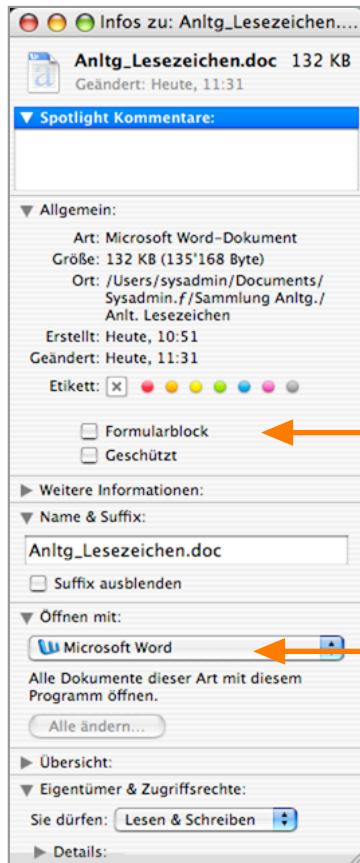 Infos zu: Anltg_Lesezeichen....
Anltg_Lesezeichen.doc 132 KB
Geändert: Heute, 11:31
Spotlight Kommentare:
Allgemein:
Art: Microsoft Word-Dokument
Größe: 132 KB (135'168 Byte)
Ort: /Users/sysadmin/Documents/
Sysadmin.ƒ/Sammlung Anltg./
Anlt. Lesezeichen
Erstellt: Heute, 10:51
Geändert: Heute, 11:31
Etikett:
Formularblock
Geschützt
Weitere Informationen:
Name & Suffix:
Anltg_Lesezeichen.doc
Suffix ausblenden
Öffnen mit:
Microsoft Word
Alle Dokumente dieser Art mit diesem
Programm öffnen.
Alle ändern...
Übersicht:
Eigentümer & Zugriffsrechte:
Sie dürfen: Lesen & Schreiben
Details: